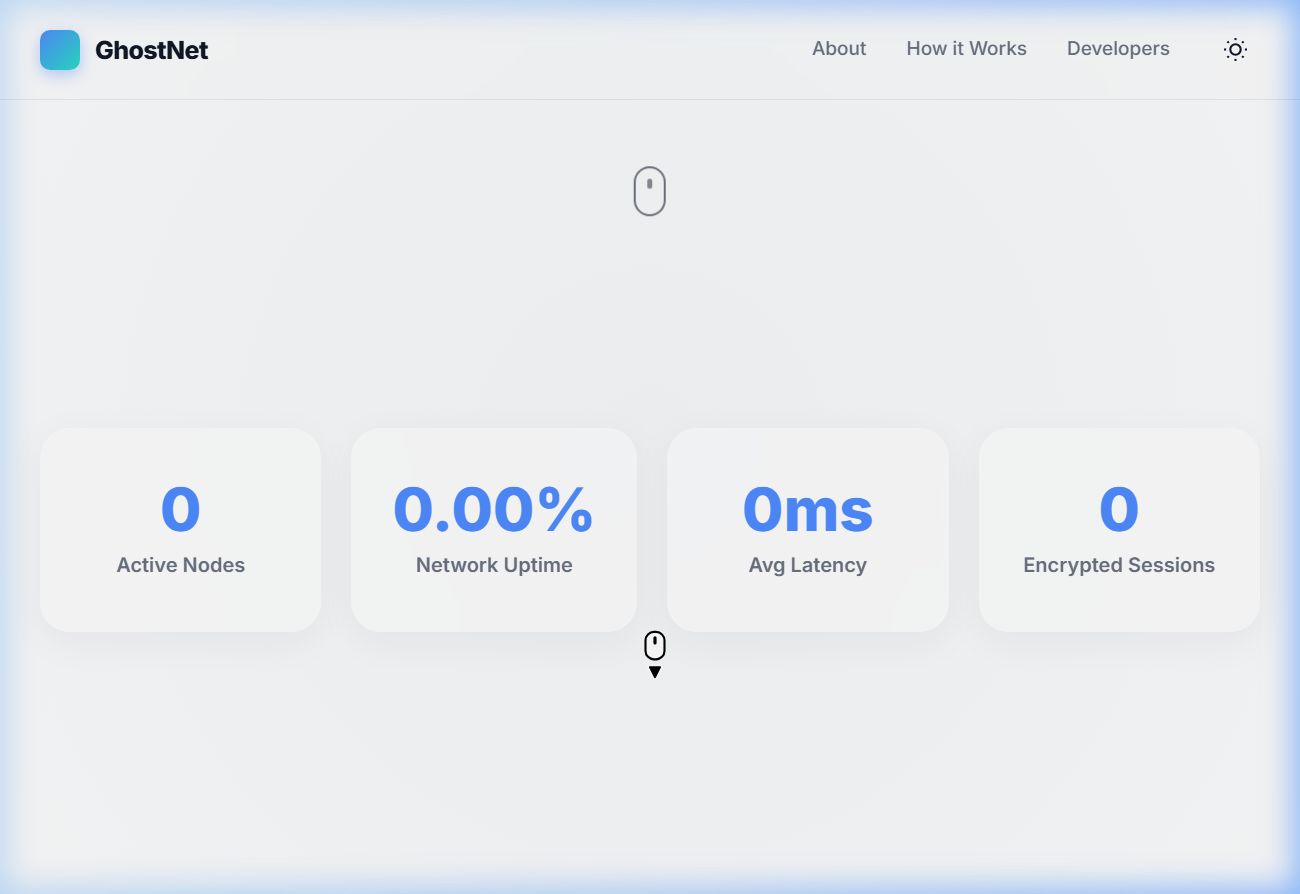 GhostNet
About How it Works Developers
0 0.00% 0ms 0
Active Nodes Network Uptime Avg Latency Encrypted Sessions